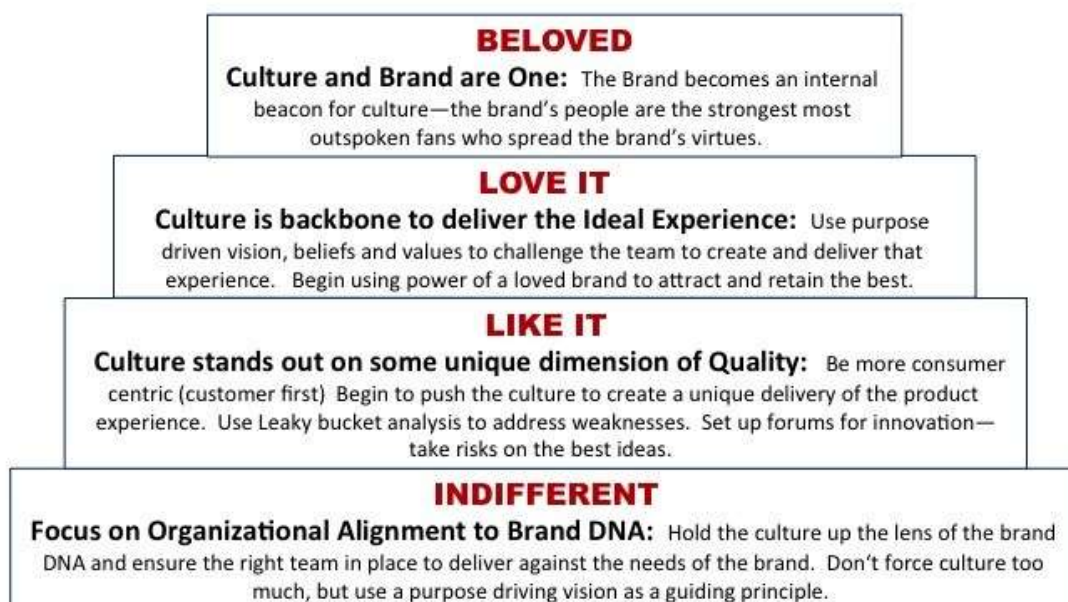 BELOVED
Culture and Brand are One: The Brand becomes an internal
beacon for culture—the brand's people are the strongest most
outspoken fans who spread the brand's virtues.
LOVE IT
Culture is backbone to deliver the Ideal Experience: Use purpose
driven vision, beliefs and values to challenge the team to create and deliver that
experience. Begin using power of a loved brand to attract and retain the best.
LIKE IT
Culture stands out on some unique dimension of Quality: Be more consumer
centric (customer first) Begin to push the culture to create a unique delivery of the product
experience. Use Leaky bucket analysis to address weaknesses. Set up forums for innovation—
take risks on the best ideas.
INDIFFERENT
Focus on Organizational Alignment to Brand DNA: Hold the culture up the lens of the brand
DNA and ensure the right team in place to deliver against the needs of the brand. Don't force culture too
much, but use a purpose driving vision as a guiding principle.